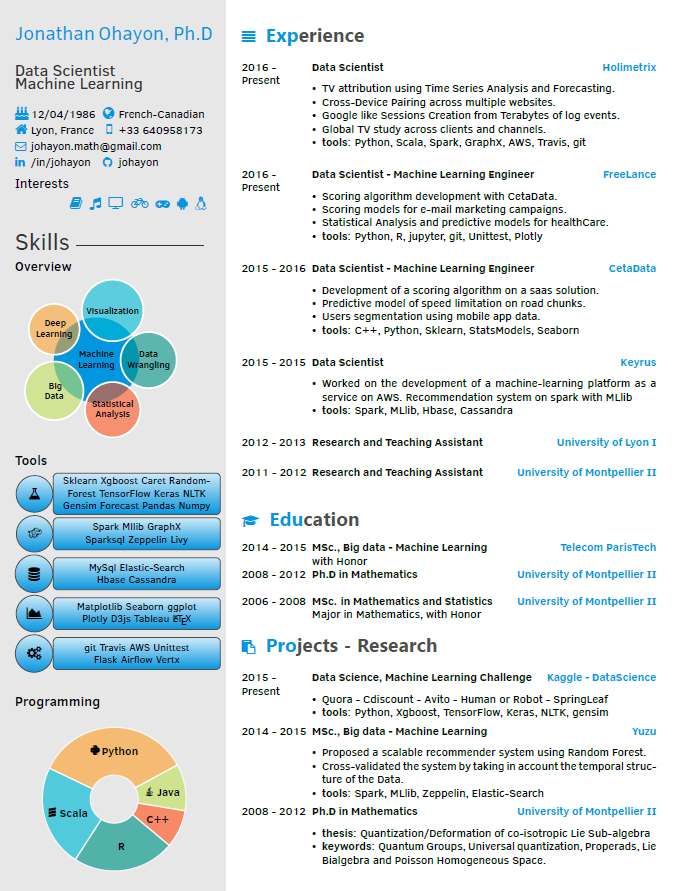 Jonathan Ohayon, Ph.D
Data Scientist
Machine Learning
12/04/1986 French-Canadian
Lyon, France +33 640958173
johayon.math@gmail.com
/in/johayon johayon
Interests
Skills
Overview
Visualization
Deep
Learning
Machine
Learning
Data
Wrangling
Big
Data
Statistical
Analysis
Tools
Sklearn Xgboost Caret Random-
Forest TensorFlow Keras NLTK
Gensim Forecast Pandas Numpy
Spark Mllib GraphX
Sparksql Zeppelin Livy
MySql Elastic-Search
Hbase Cassandra
Matplotlib Seaborn ggplot
Plotly D3js Tableau LATEX
git Travis AWS Unittest
Flask Airflow Vertx
Programming
Python
Java
C++
R
Scala
Experience
2016 - Present Data Scientist Holimetrix
• TV attribution using Time Series Analysis and Forecasting.
• Cross-Device Pairing across multiple websites.
• Google like Sessions Creation from Terabytes of log events.
• Global TV study across clients and channels.
• tools: Python, Scala, Spark, GraphX, AWS, Travis, git
2016 - Present Data Scientist - Machine Learning Engineer FreeLance
• Scoring algorithm development with CetaData.
• Scoring models for e-mail marketing campaigns.
• Statistical Analysis and predictive models for healthCare.
• tools: Python, R, jupyter, git, Unittest, Plotly
2015 - 2016 Data Scientist - Machine Learning Engineer CetaData
• Development of a scoring algorithm on a saas solution.
• Predictive model of speed limitation on road chunks.
• Users segmentation using mobile app data.
• tools: C++, Python, Sklearn, StatsModels, Seaborn
2015 - 2015 Data Scientist Keyrus
• Worked on the development of a machine-learning platform as a
service on AWS. Recommendation system on spark with MLlib
• tools: Spark, MLlib, Hbase, Cassandra
2012 - 2013 Research and Teaching Assistant University of Lyon I
2011 - 2012 Research and Teaching Assistant University of Montpellier II
Education
2014 - 2015 MSc., Big data - Machine Learning Telecom ParisTech
with Honor
2008 - 2012 Ph.D in Mathematics University of Montpellier II
2006 - 2008 MSc. in Mathematics and Statistics University of Montpellier II
Major in Mathematics, with Honor
Projects - Research
2015 - Present Data Science, Machine Learning Challenge Kaggle - DataScience
• Quora - Cdiscount - Avito - Human or Robot - SpringLeaf
• tools: Python, Xgboost, TensorFlow, Keras, NLTK, gensim
2014 - 2015 MSc., Big data - Machine Learning Yuzu
• Proposed a scalable recommender system using Random Forest.
• Cross-validated the system by taking in account the temporal struc-
ture of the Data.
• tools: Spark, MLlib, Zeppelin, Elastic-Search
2008 - 2012 Ph.D in Mathematics University of Montpellier II
• thesis: Quantization/Deformation of co-isotropic Lie Sub-algebra
• keywords: Quantum Groups, Universal quantization, Properads, Lie
Bialgebra and Poisson Homogeneous Space.